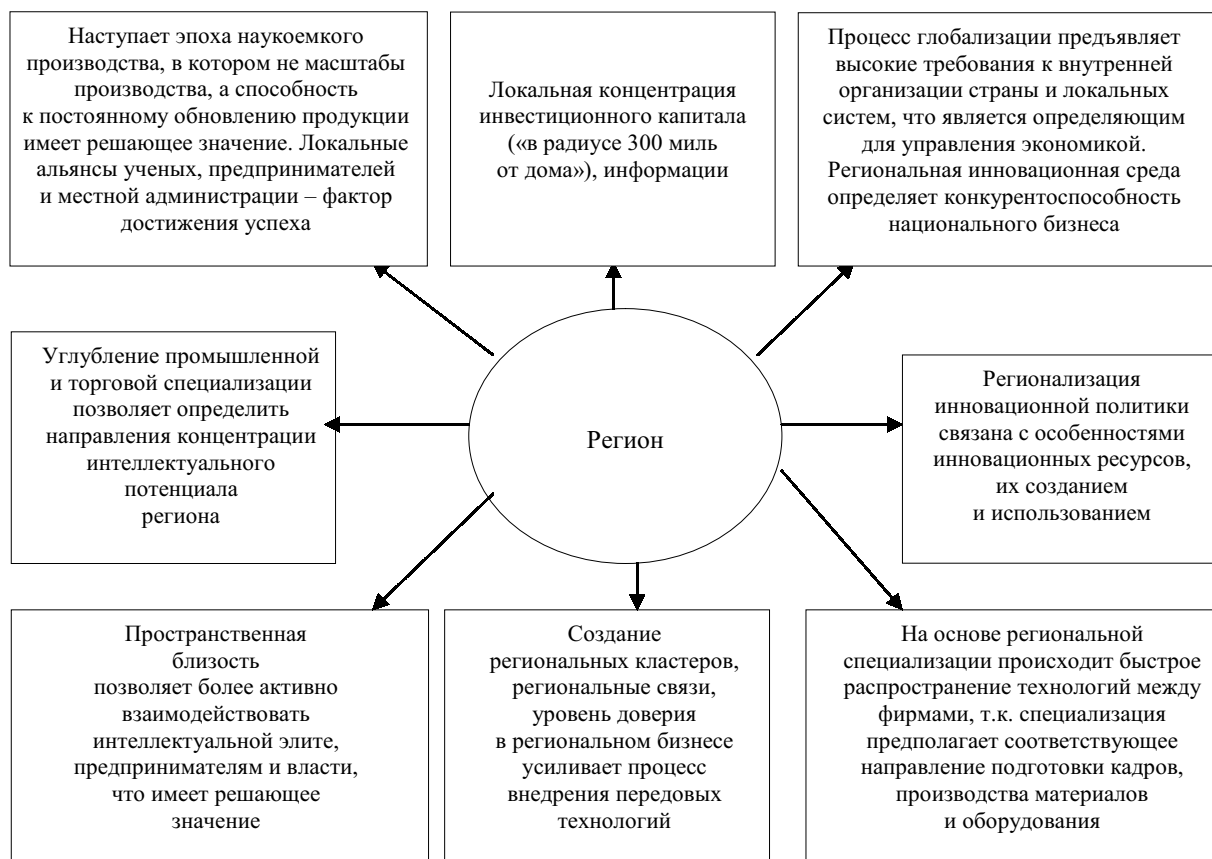 Наступает эпоха наукоемкого
производства, в котором не масштабы
производства, а способность
к постоянному обновлению продукции
имеет решающее значение. Локальные
альянсы ученых, предпринимателей
и местной администрации – фактор
достижения успеха
Локальная концентрация
инвестиционного капитала
(«в радиусе 300 миль
от дома»), информации
Процесс глобализации предъявляет
высокие требования к внутренней
организации страны и локальных
систем, что является определяющим
для управления экономикой.
Региональная инновационная среда
определяет конкурентоспособность
национального бизнеса
Углубление промышленной
и торговой специализации
позволяет определить
направления концентрации
интеллектуального
потенциала
региона
Регион
Регионализация
инновационной политики
связана с особенностями
инновационных ресурсов,
их созданием
и использованием
Пространственная
близость
позволяет более активно
взаимодействовать
интеллектуальной элите,
предпринимателям и власти,
что имеет решающее
значение
Создание
региональных кластеров,
региональные связи,
уровень доверия
в региональном бизнесе
усиливает процесс
внедрения передовых
технологий
На основе региональной
специализации происходит быстрое
распространение технологий между
фирмами, т.к. специализация
предполагает соответствующее
направление подготовки кадров,
производства материалов
и оборудования